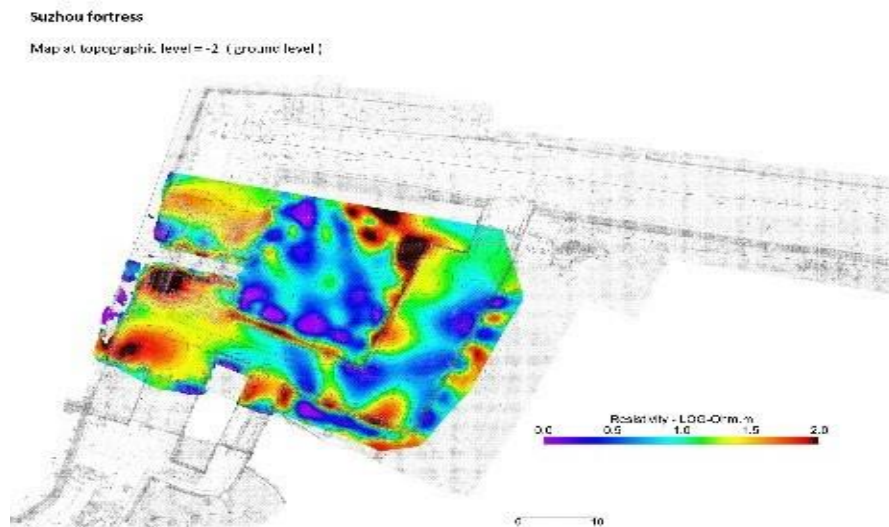 Suzhou fortress
Map at topographic level = -2 ( ground level )
Resistivity - LOG-Ohm.m
0.0 0.5 1.0 1.5 2.0
0 10